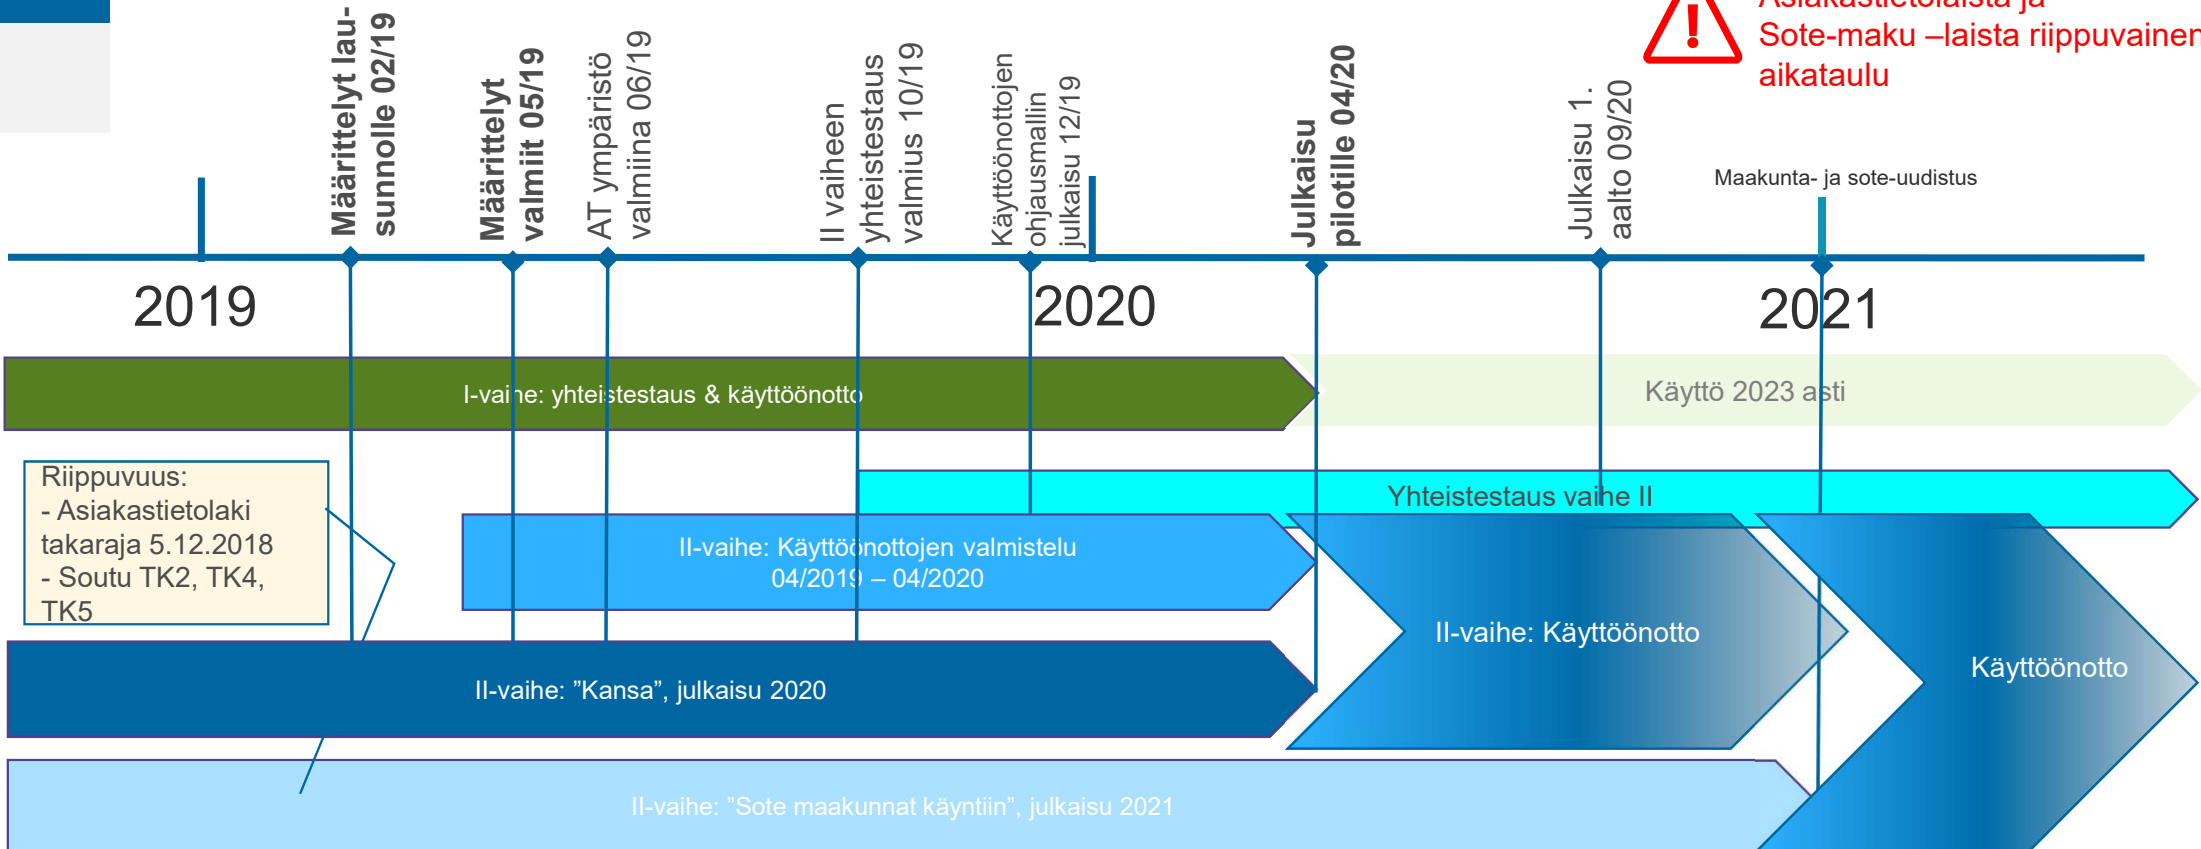 Asiakastietolaista ja
Sote-maku –laista riippuvainen
aikataulu
!
Määrittelyt lau-
sunnolle 02/19
Määrittelyt
valmiit 05/19
AT ympäristö
valmiina 06/19
II vaiheen
yhteistestaus
valmius 10/19
Käyttöönottojen
ohjausmallin
julkaisu 12/19
Julkaisu
pilotille 04/20
Julkaisu 1.
aalto 09/20
Maakunta- ja sote-uudistus
2019
2020
2021
I-vaihe: yhteistestaus & käyttöönotto
Käyttö 2023 asti
Riippuvuus:
- Asiakastietolaki
takaraja 5.12.2018
- Soutu TK2, TK4,
TK5
Yhteistestaus vaihe II
II-vaihe: Käyttöönottojen valmistelu
04/2019 – 04/2020
II-vaihe: Käyttöönotto
Käyttöönotto
II-vaihe: ”Kansa”, julkaisu 2020
II-vaihe: ”Sote maakunnat käyntiin”, julkaisu 2021